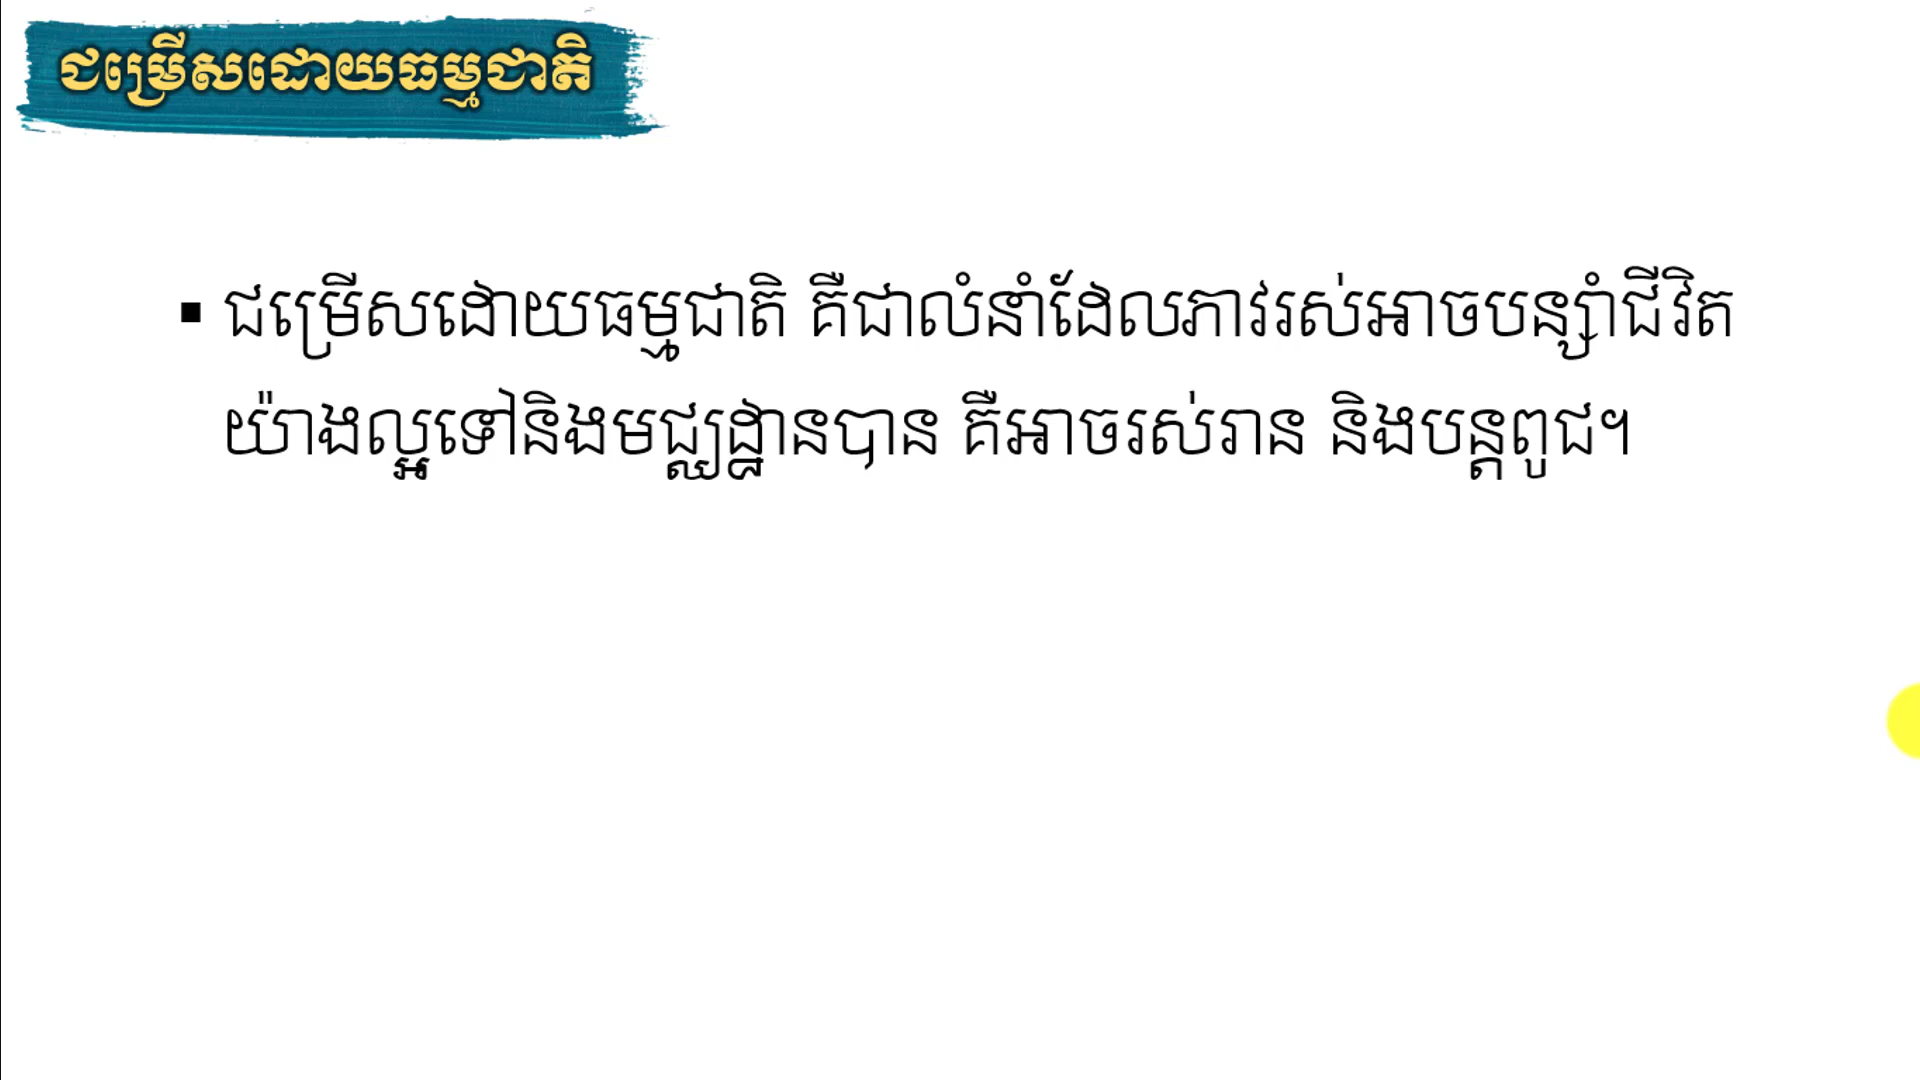 ជម្រើសដោយធម្មជាតិ
▪ ជម្រើសដោយធម្មជាតិ គឺជាលំនាំដែលភាវរស់អាចបន្សាំជីវិត
យ៉ាងល្អទៅនិងមជ្ឈដ្ឋានបាន គឺអាចរស់រាន និងបន្តពូជ។